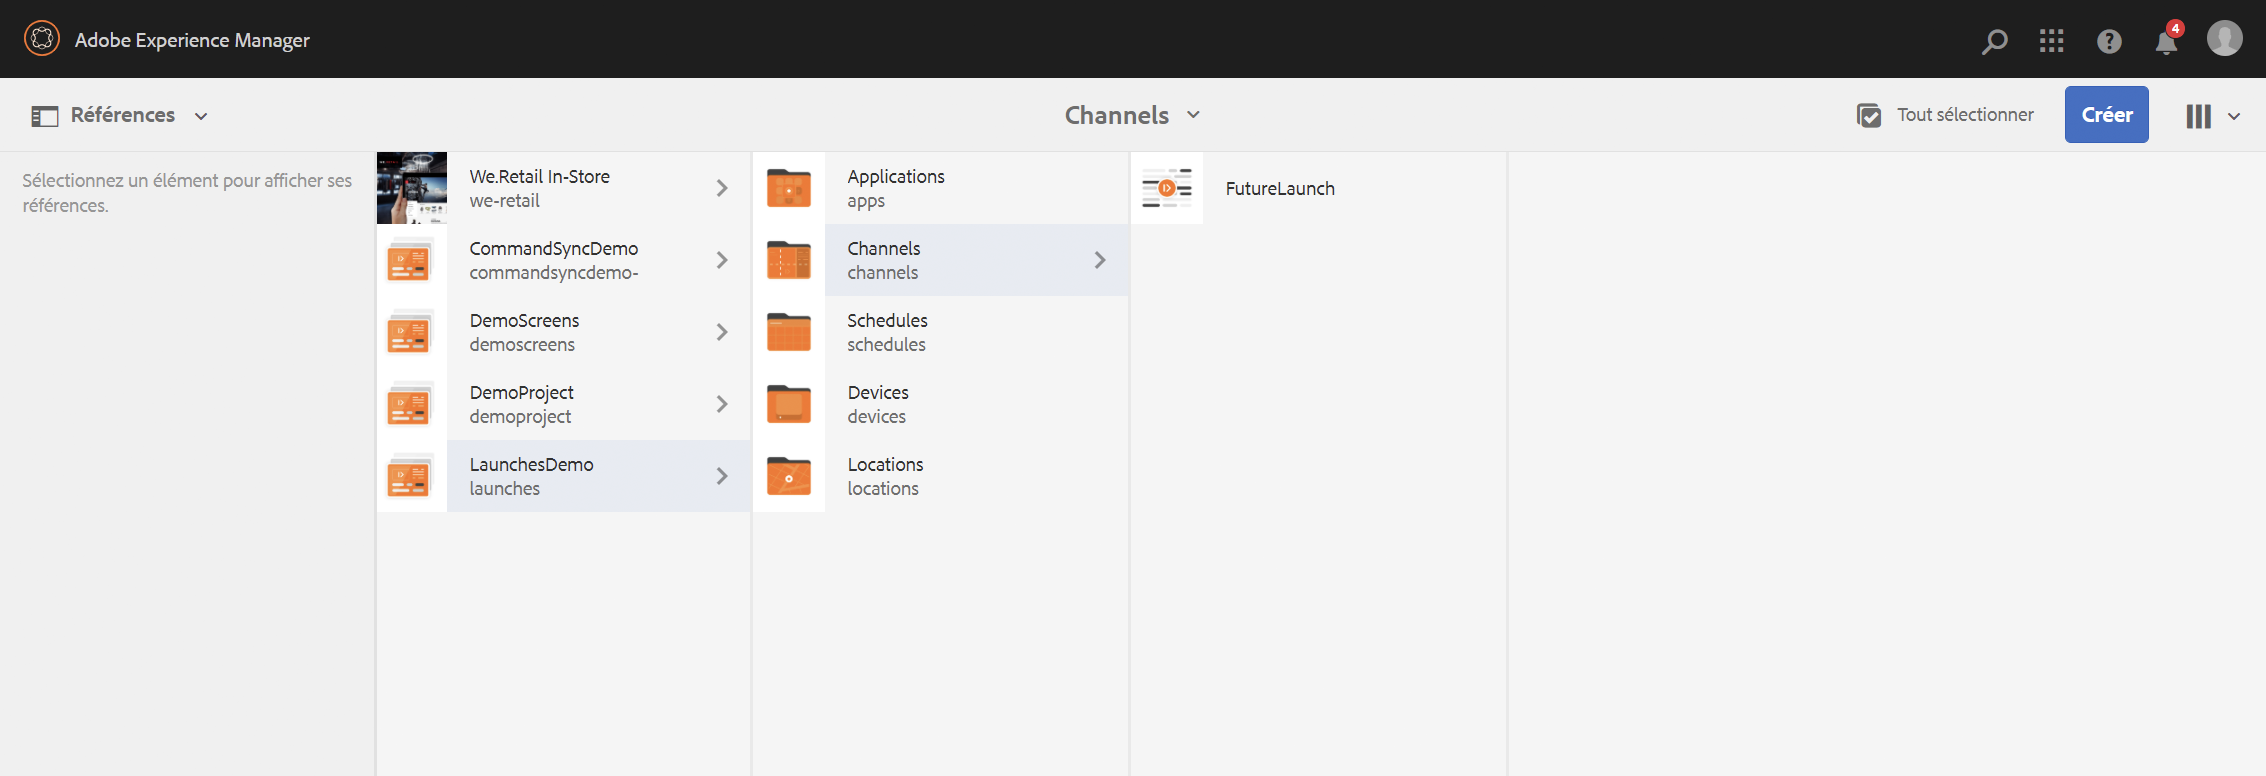 Adobe Experience Manager
4
Références
Channels
Tout sélectionner
Créer
Sélectionnez un élément pour afficher ses
références.
We.Retail In-Store
we-retail
CommandSyncDemo
commandsyncdemo-
DemoScreens
demoscreens
DemoProject
demoproject
LaunchesDemo
launches
Applications
apps
Channels
channels
Schedules
schedules
Devices
devices
Locations
locations
FutureLaunch